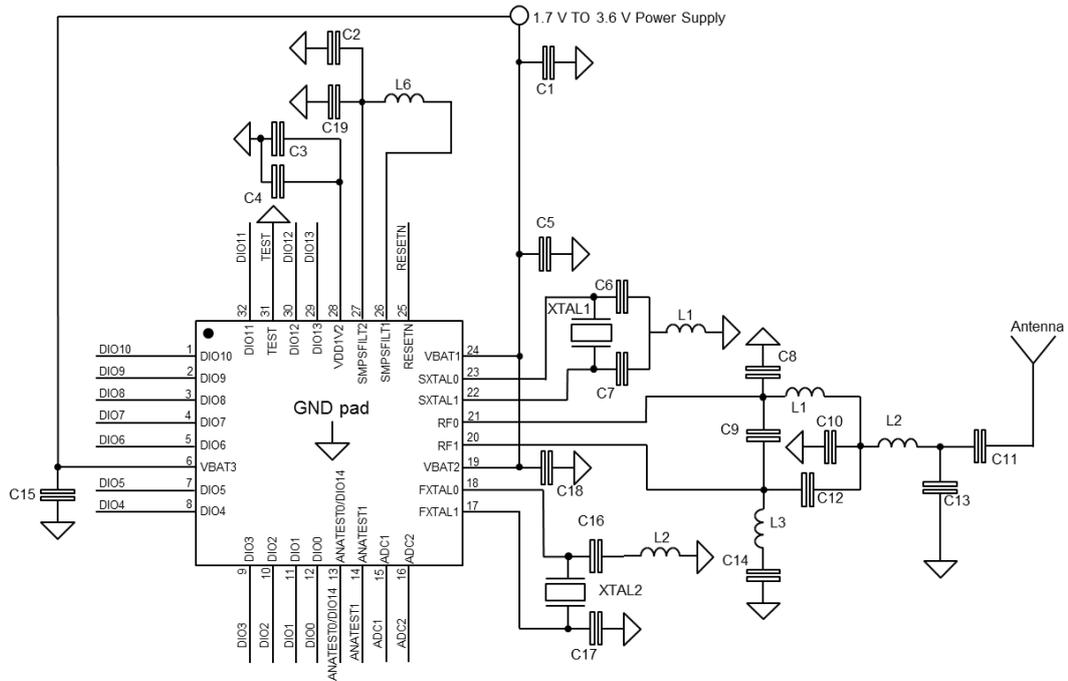 1.7 V TO 3.6 V Power Supply
C2
C1
L6
C19
C3
C4
C5
DIO11
TEST
DIO12
DIO13
RESETN
32
31
30
29
28
27
26
25
DIO11
TEST
DIO12
DIO13
VDD1V2
SMPSFILT2
SMPSFILT1
RESETN
C6
XTAL1
L1
C7
Antenna
DIO10 1 DIO10
DIO9 2 DIO9
DIO8 3 DIO8
DIO7 4 DIO7
DIO6 5 DIO6
6 VBAT3
DIO5 7 DIO5
DIO4 8 DIO4
C15
GND pad
VBAT1 24
SXTAL0 23
SXTAL1 22
RF0 21
RF1 20
VBAT2 19
FXTAL0 18
FXTAL1 17
C8
L1
C9
C10
L2
C11
C12
C13
C18
L3
C14
C16
L2
XTAL2
C17
DIO3
DIO2
DIO1
DIO0
ANATEST0/DIO14
ANATEST1
ADC1
ADC2
9
10
11
12
13
14
15
16
DIO3
DIO2
DIO1
DIO0
ANATEST0/DIO14
ANATEST1
ADC1
ADC2